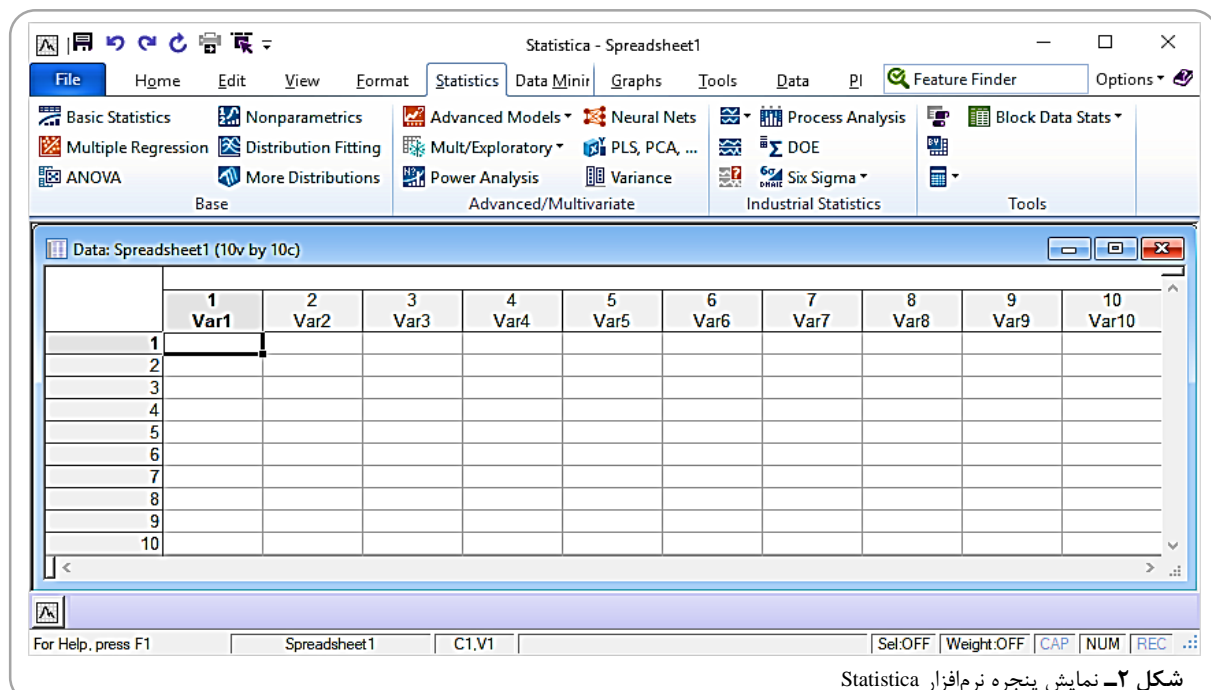 Statistica - Spreadsheet1
File Home Edit View Format Statistics Data Minir Graphs Tools Data PI Feature Finder Options
Basic Statistics Nonparametrics Advanced Models Neural Nets Process Analysis Block Data Stats
Multiple Regression Distribution Fitting Mult/Exploratory PLS, PCA, ... DOE
ANOVA More Distributions Power Analysis Variance Six Sigma
Base Advanced/Multivariate Industrial Statistics Tools
Data: Spreadsheet1 (10v by 10c)
1 2 3 4 5 6 7 8 9 10
Var1 Var2 Var3 Var4 Var5 Var6 Var7 Var8 Var9 Var10
1
2
3
4
5
6
7
8
9
10
For Help, press F1 Spreadsheet1 C1,V1 Sel:OFF Weight:OFF CAP NUM REC
شکل ۲ــ نمایش پنجره نرم‌افزار Statistica